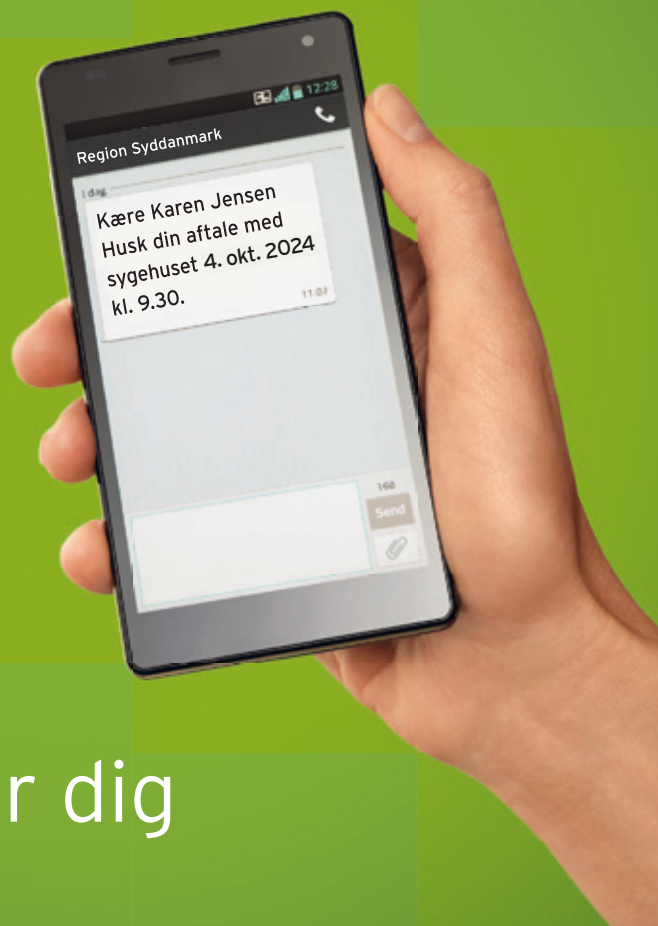 12:28
Region Syddanmark
I dag
Kære Karen Jensen
Husk din aftale med
sygehuset 4. okt. 2024
kl. 9.30.
11:07
160
Send
r dig